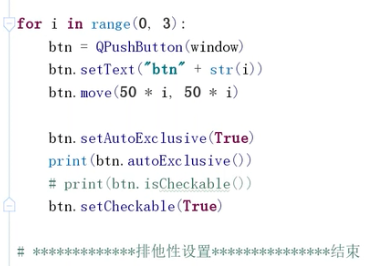 for i in range(0, 3):
    btn = QPushButton(window)
    btn.setText("btn" + str(i))
    btn.move(50 * i, 50 * i)

    btn.setAutoExclusive(True)
    print(btn.autoExclusive())
    # print(btn.isCheckable())
    btn.setCheckable(True)

# *************排他性设置***************结束